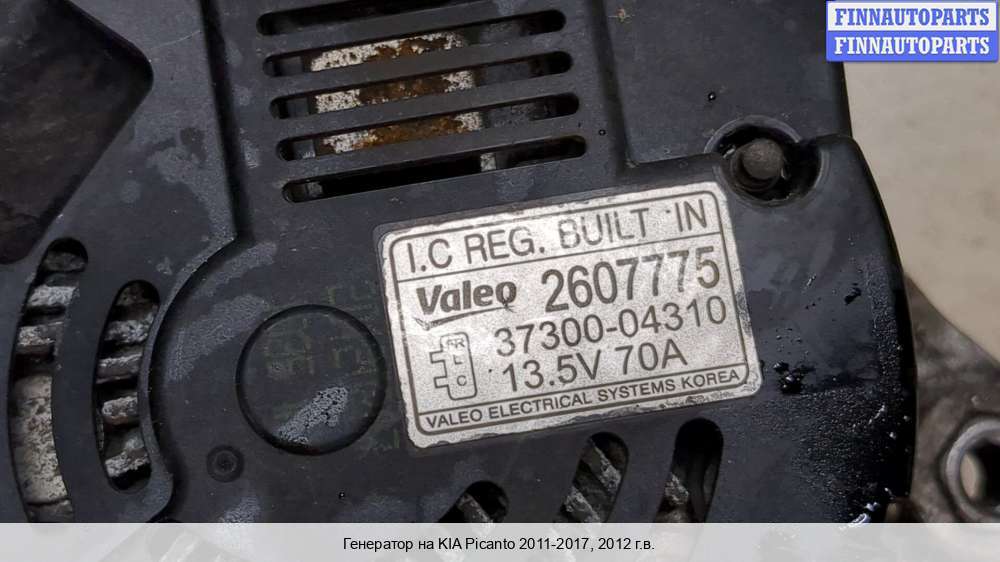 FINNAUTOPARTS
FINNAUTOPARTS
I.C REG. BUILT IN
Valeo 2607775
37300-04310
FR
L
C
13.5V 70A
VALEO ELECTRICAL SYSTEMS KOREA
Генератор на KIA Picanto 2011-2017, 2012 г.в.